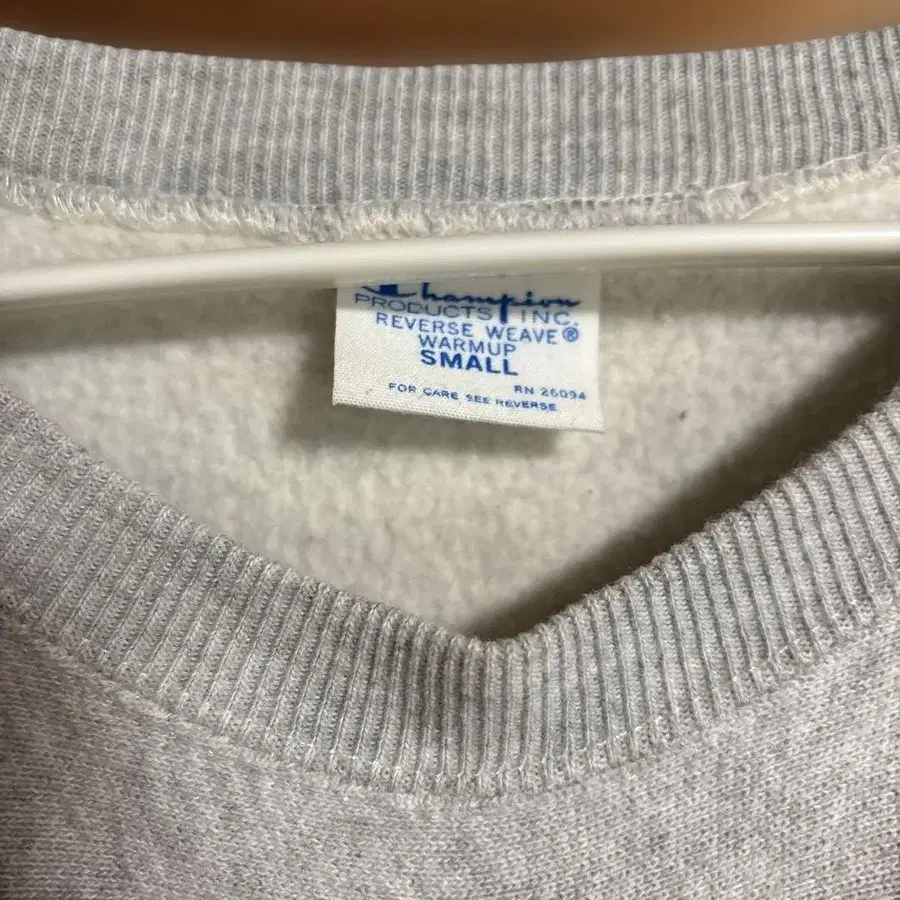 Champion
PRODUCTS INC.
REVERSE WEAVE®
WARMUP
SMALL
RN 26094
FOR CARE SEE REVERSE